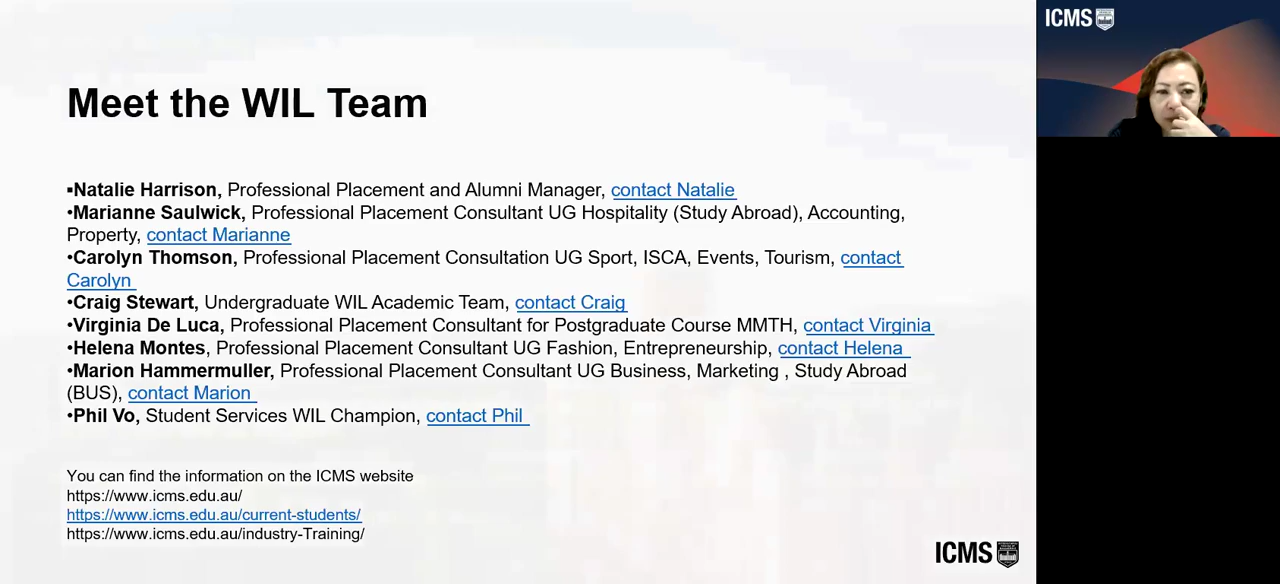 ICMS
Meet the WIL Team
▪Natalie Harrison, Professional Placement and Alumni Manager, contact Natalie
•Marianne Saulwick, Professional Placement Consultant UG Hospitality (Study Abroad), Accounting,
Property, contact Marianne
•Carolyn Thomson, Professional Placement Consultation UG Sport, ISCA, Events, Tourism, contact
Carolyn
•Craig Stewart, Undergraduate WIL Academic Team, contact Craig
•Virginia De Luca, Professional Placement Consultant for Postgraduate Course MMTH, contact Virginia
•Helena Montes, Professional Placement Consultant UG Fashion, Entrepreneurship, contact Helena
•Marion Hammermuller, Professional Placement Consultant UG Business, Marketing , Study Abroad
(BUS), contact Marion
•Phil Vo, Student Services WIL Champion, contact Phil
You can find the information on the ICMS website
https://www.icms.edu.au/
https://www.icms.edu.au/current-students/
https://www.icms.edu.au/industry-Training/
ICMS